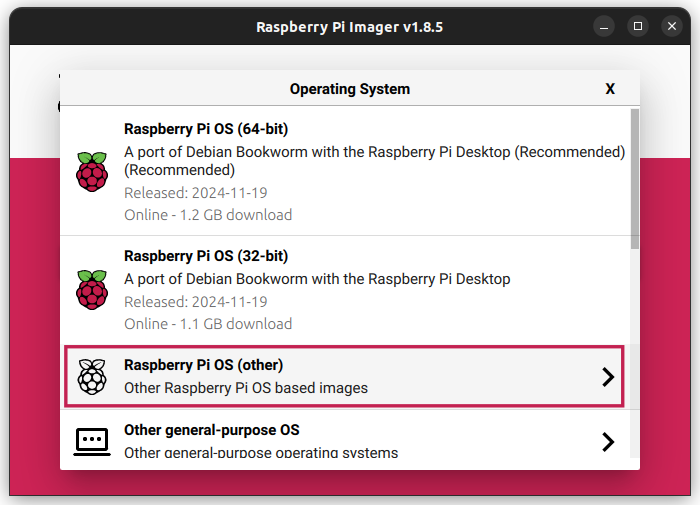 Raspberry Pi Imager v1.8.5
Operating System
X
Raspberry Pi OS (64-bit)
A port of Debian Bookworm with the Raspberry Pi Desktop (Recommended)
(Recommended)
Released: 2024-11-19
Online - 1.2 GB download
Raspberry Pi OS (32-bit)
A port of Debian Bookworm with the Raspberry Pi Desktop
Released: 2024-11-19
Online - 1.1 GB download
Raspberry Pi OS (other)
Other Raspberry Pi OS based images
Other general-purpose OS
Other general-purpose operating systems